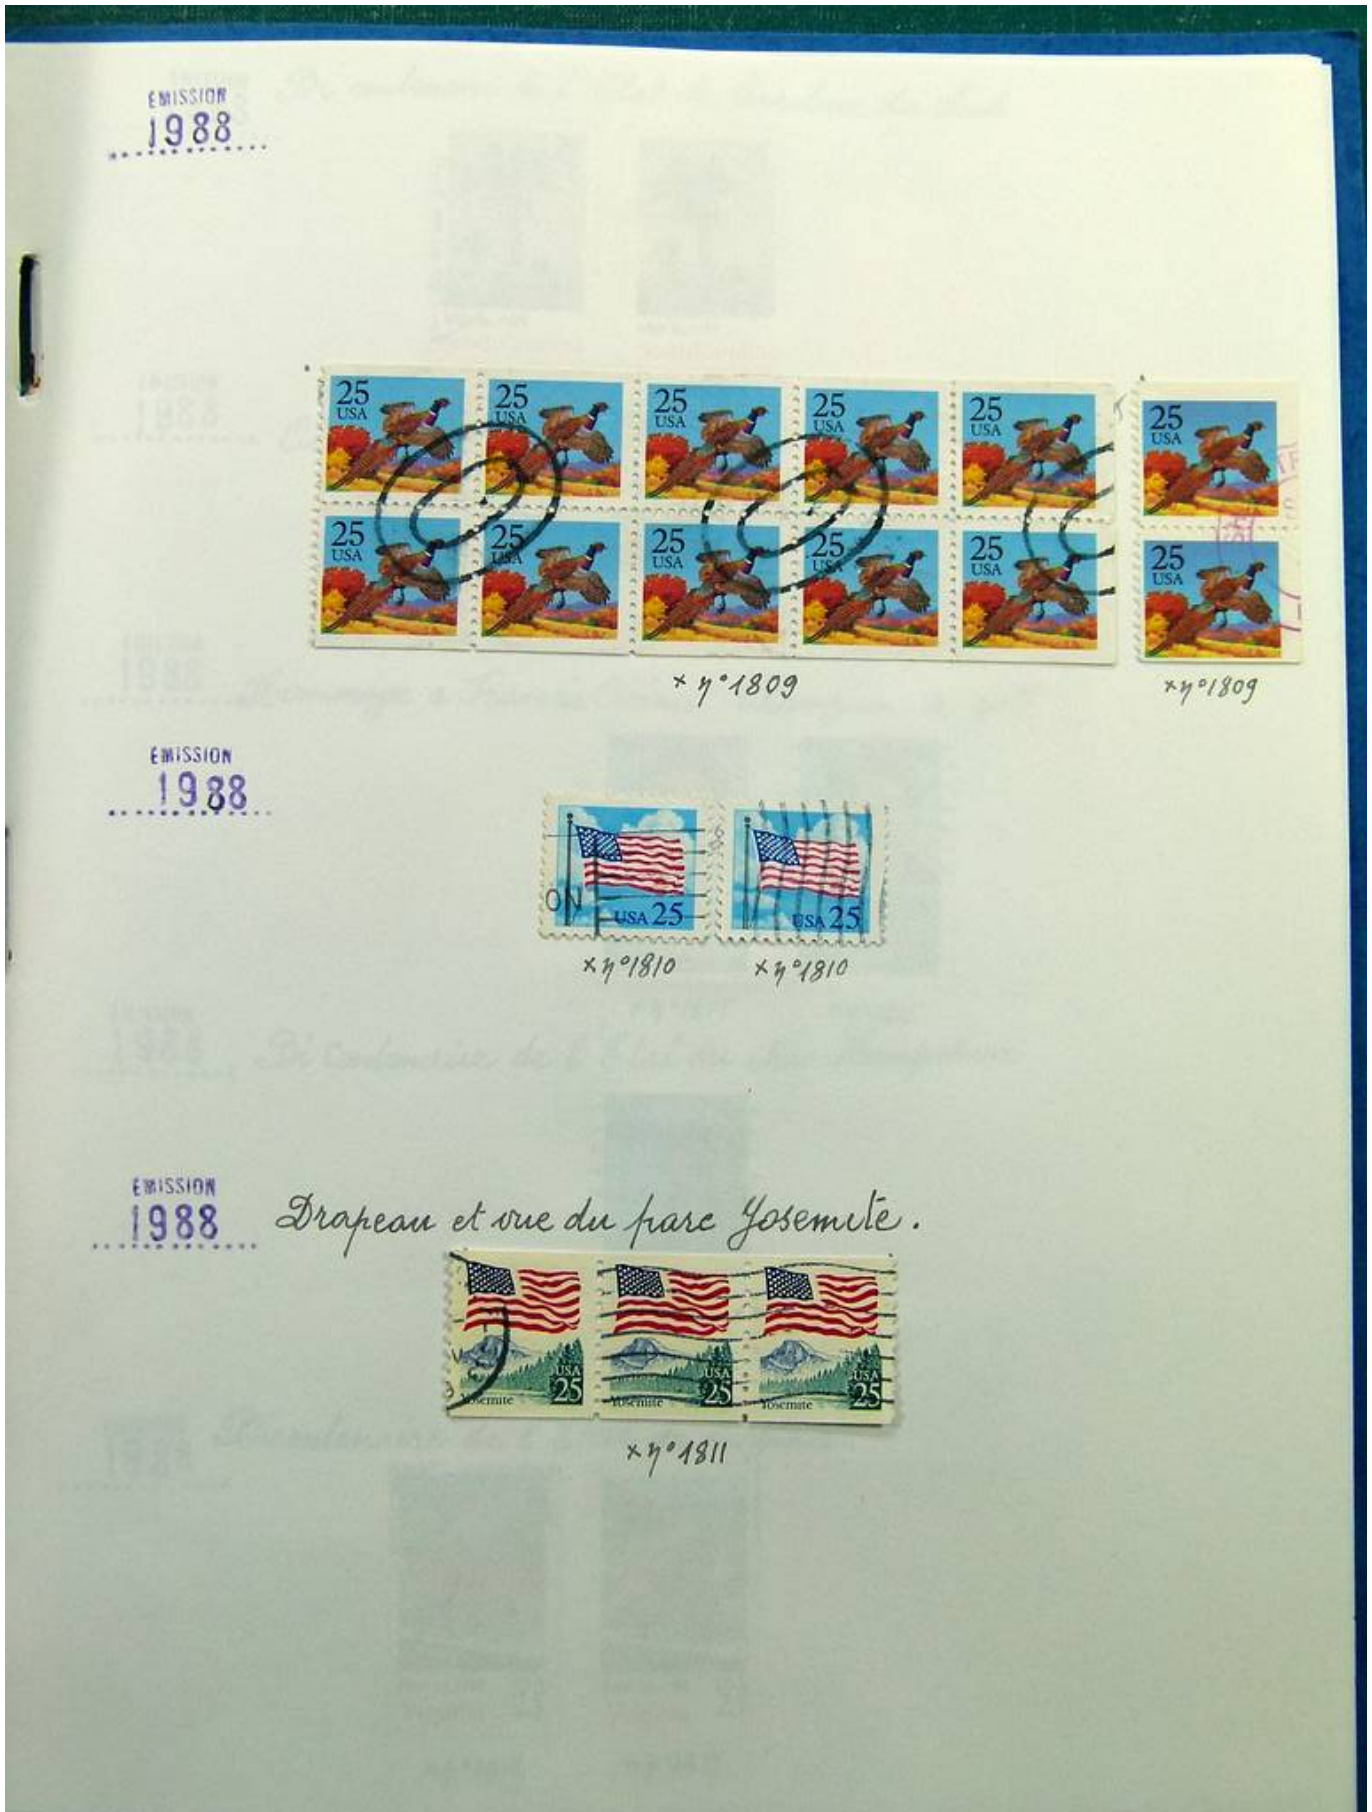 EMISSION
1988
25 USA 25 USA 25 USA 25 USA 25 USA 25 USA
25 USA 25 USA 25 USA 25 USA 25 USA 25 USA
× n° 1809 × n° 1809
EMISSION
1988
ON USA 25 USA 25
× n° 1810 × n° 1810
EMISSION
1988 Drapeau et vue du parc Yosemite.
USA 25 USA 25 USA 25
Yosemite Yosemite Yosemite
× n° 1811